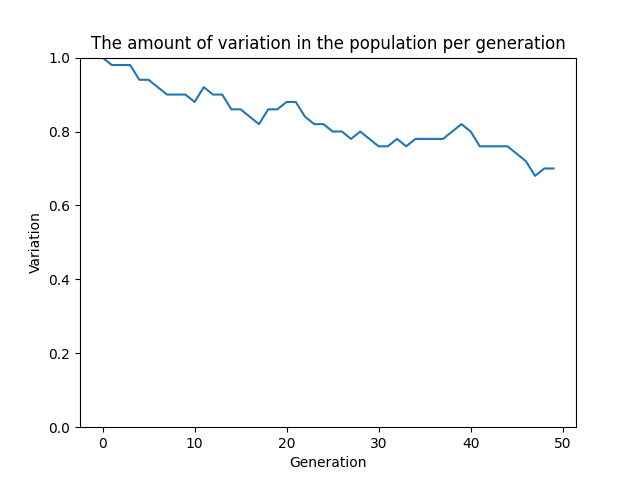 The amount of variation in the population per generation
1.0
0.8
0.6
0.4
0.2
0.0
Variation
0 10 20 30 40 50
Generation